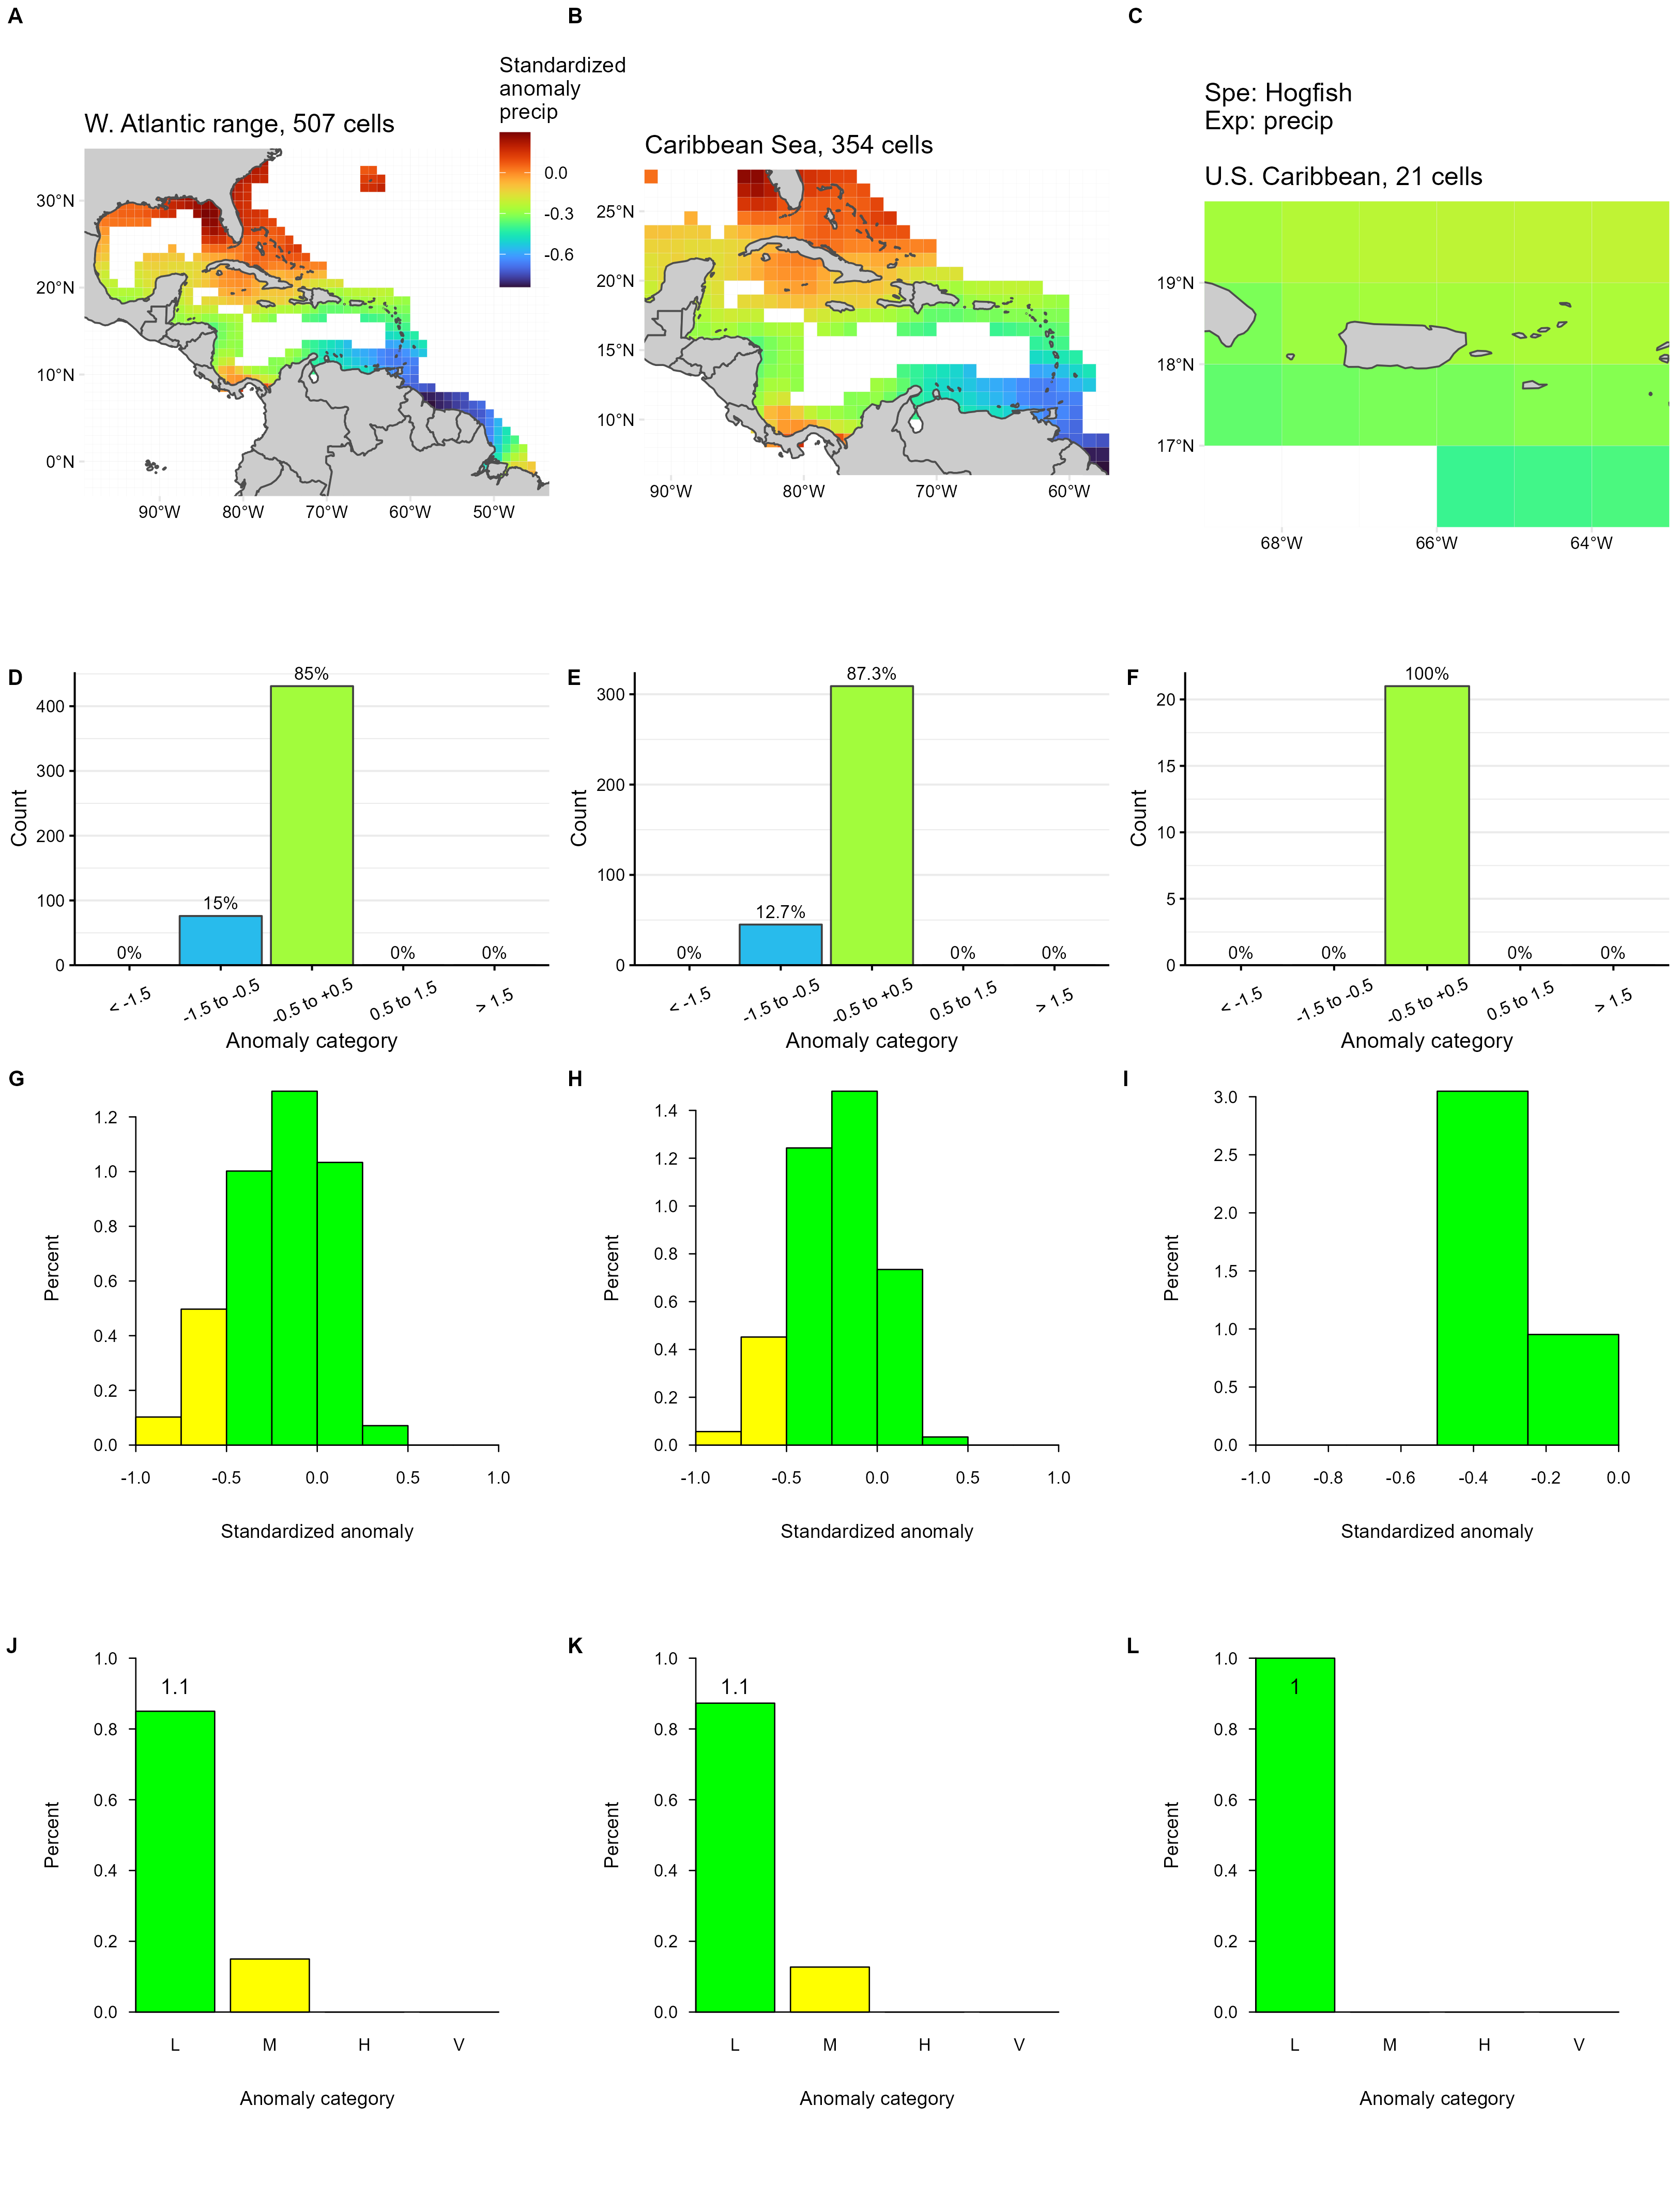 A
B
C
Standardized
anomaly
precip
0.0
-0.3
-0.6
W. Atlantic range, 507 cells
30°N
20°N
10°N
0°N
90°W
80°W
70°W
60°W
50°W
Caribbean Sea, 354 cells
25°N
20°N
15°N
10°N
90°W
80°W
70°W
60°W
Spe: Hogfish
Exp: precip
U.S. Caribbean, 21 cells
19°N
18°N
17°N
68°W
66°W
64°W
D
Count
400
300
200
100
0
0%
15%
85%
0%
0%
< -1.5
-1.5 to -0.5
-0.5 to +0.5
0.5 to 1.5
> 1.5
Anomaly category
E
Count
300
200
100
0
0%
12.7%
87.3%
0%
0%
< -1.5
-1.5 to -0.5
-0.5 to +0.5
0.5 to 1.5
> 1.5
Anomaly category
F
Count
20
15
10
5
0
0%
0%
100%
0%
0%
< -1.5
-1.5 to -0.5
-0.5 to +0.5
0.5 to 1.5
> 1.5
Anomaly category
G
Percent
1.2
1.0
0.8
0.6
0.4
0.2
0.0
-1.0
-0.5
0.0
0.5
1.0
Standardized anomaly
H
Percent
1.4
1.2
1.0
0.8
0.6
0.4
0.2
0.0
-1.0
-0.5
0.0
0.5
1.0
Standardized anomaly
I
Percent
3.0
2.5
2.0
1.5
1.0
0.5
0.0
-1.0
-0.8
-0.6
-0.4
-0.2
0.0
Standardized anomaly
J
Percent
1.0
0.8
0.6
0.4
0.2
0.0
1.1
L
M
H
V
Anomaly category
K
Percent
1.0
0.8
0.6
0.4
0.2
0.0
1.1
L
M
H
V
Anomaly category
L
Percent
1.0
0.8
0.6
0.4
0.2
0.0
1
L
M
H
V
Anomaly category